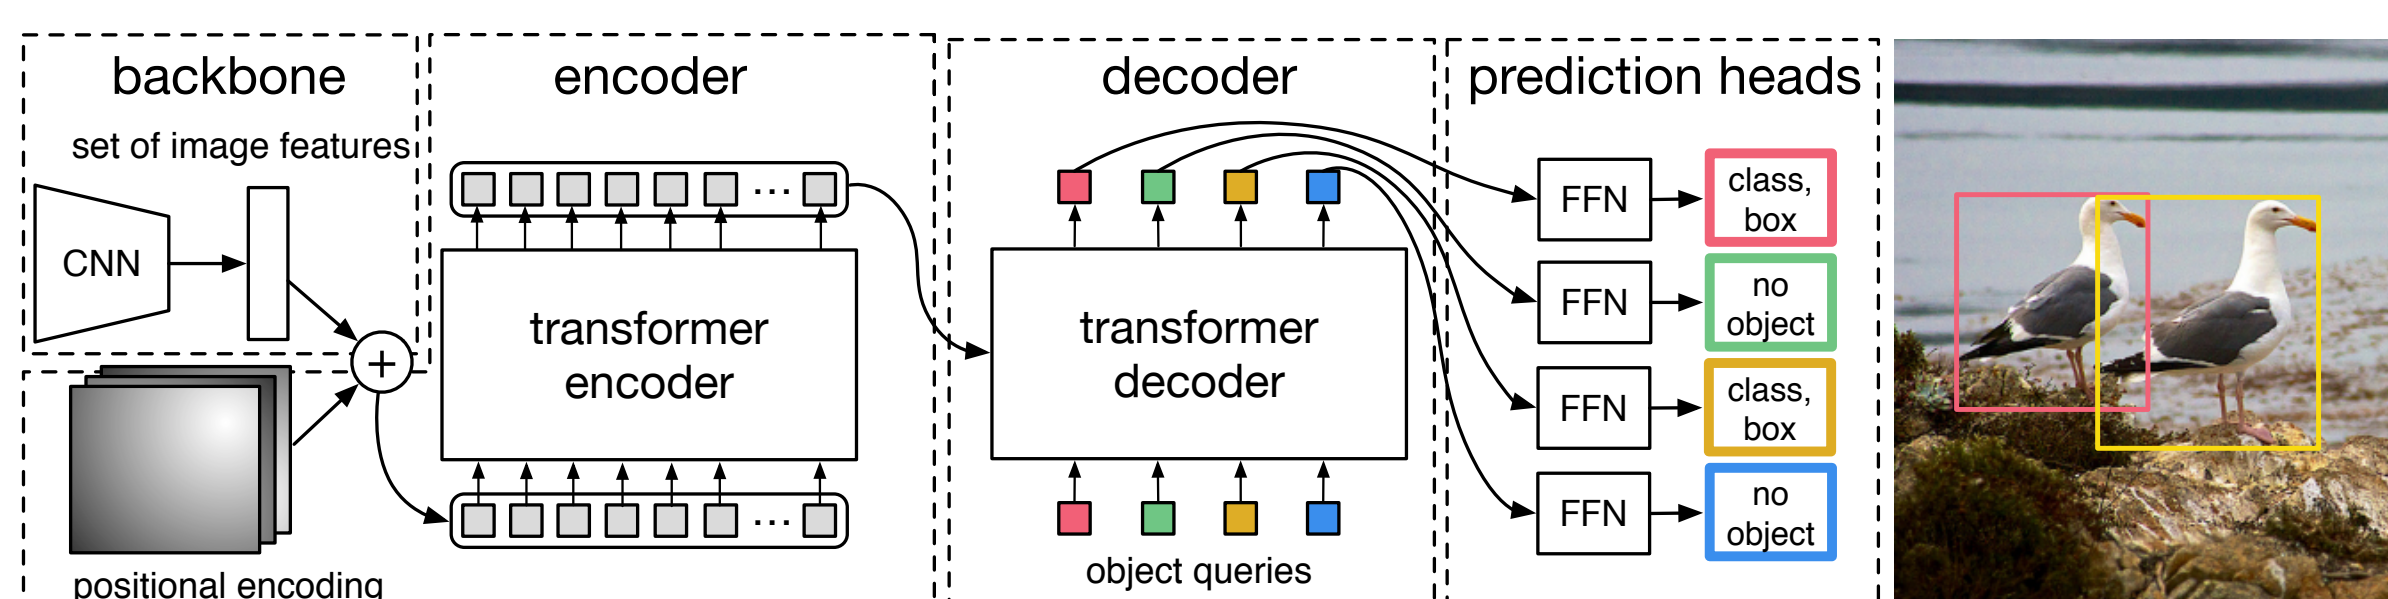 backbone
set of image features
CNN
+
positional encoding
encoder
...
transformer
encoder
...
decoder
transformer
decoder
object queries
prediction heads
FFN
class,
box
FFN
no
object
FFN
class,
box
FFN
no
object